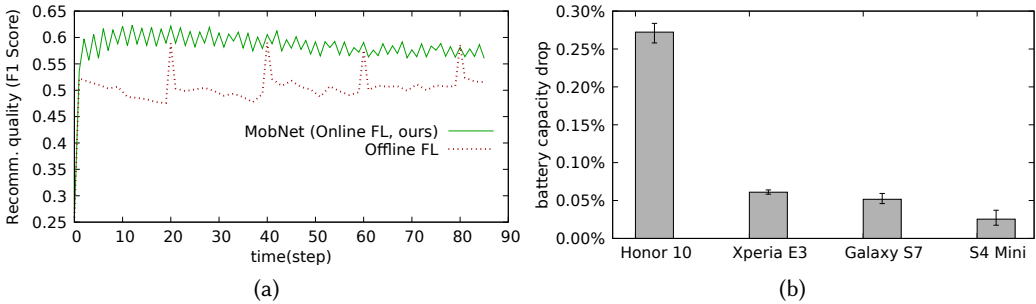 Recomm. quality (F1 Score)
0.65
0.6
0.55
0.5
0.45
0.4
0.35
0.3
0.25
MobNet (Online FL, ours)
Offline FL
0 10 20 30 40 50 60 70 80 90
time(step)
(a)
battery capacity drop
0.30%
0.25%
0.20%
0.15%
0.10%
0.05%
0.00%
Honor 10 Xperia E3 Galaxy S7 S4 Mini
(b)